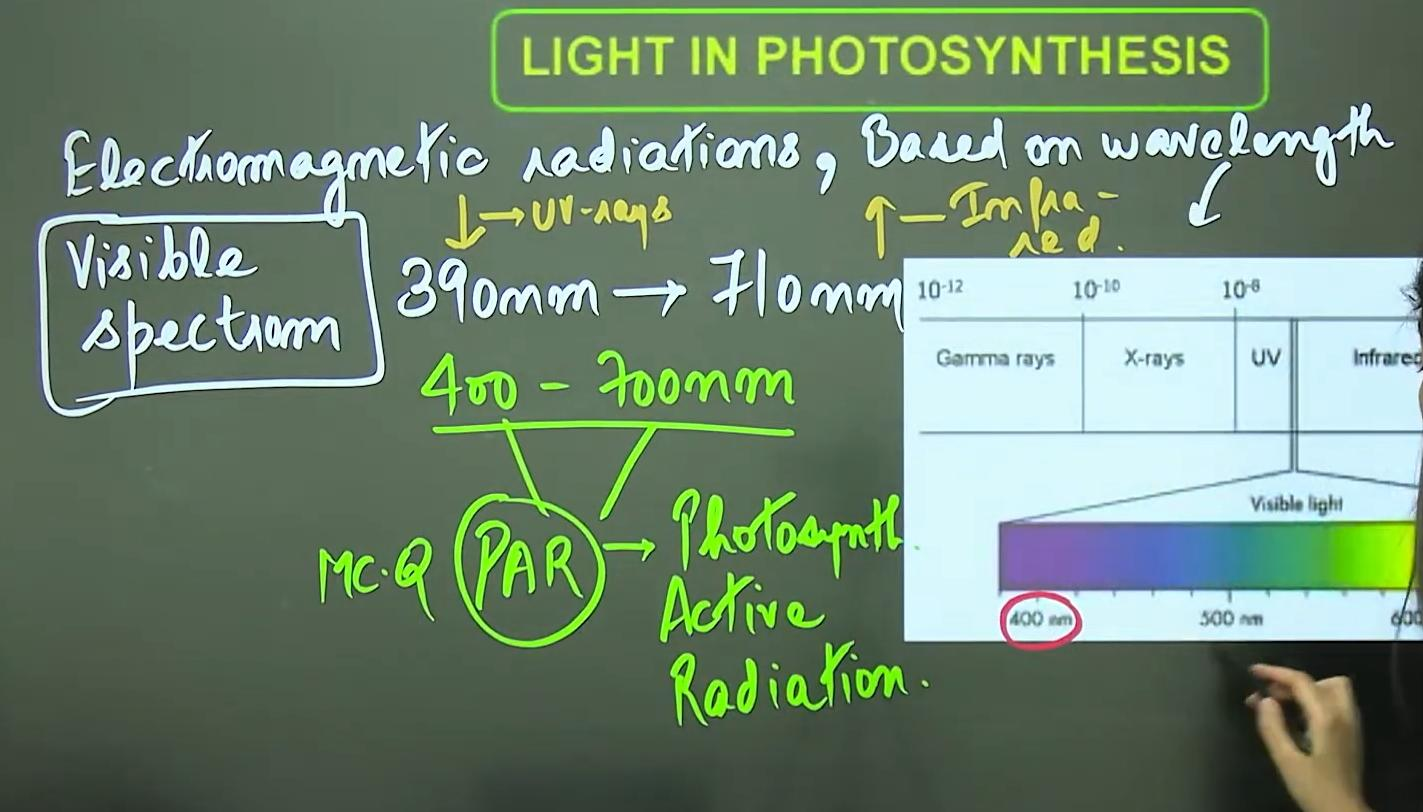 LIGHT IN PHOTOSYNTHESIS
Electromagnetic radiations, Based on wavelength
↓→UV-rays
↑— Infra-
red.
Visible
spectrum
390nm → 710nm
400 - 700nm
MC.Q PAR → Photosynth.
Active
Radiation.
10-12 10-10 10-8
Gamma rays X-rays UV Infrared
Visible light
400 nm 500 nm 600